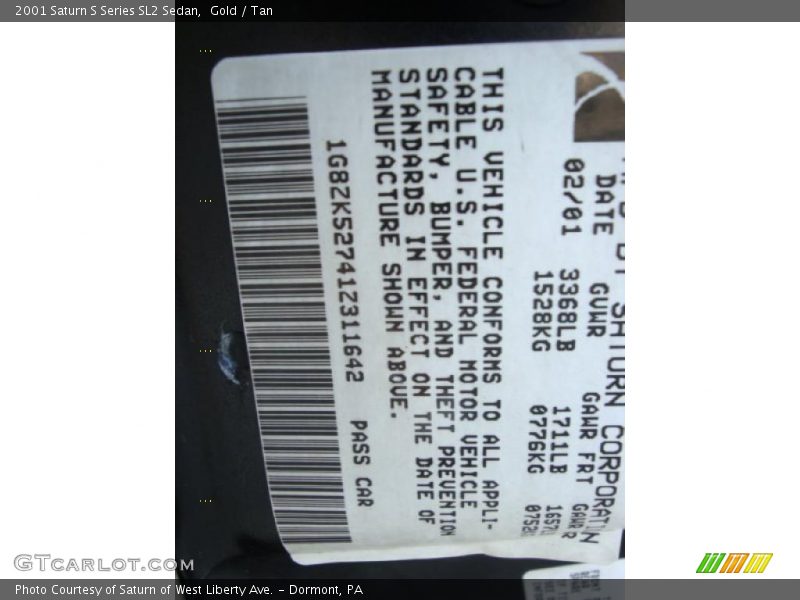 2001 Saturn S Series SL2 Sedan, Gold / Tan
SATURN CORPORATION
DATE GVWR GAWR FRT GAWR R
02/01 3368LB 1711LB 1657
1528KG 0776KG 0752
THIS VEHICLE CONFORMS TO ALL APPLI-
CABLE U.S. FEDERAL MOTOR VEHICLE
SAFETY, BUMPER, AND THEFT PREVENTION
STANDARDS IN EFFECT ON THE DATE OF
MANUFACTURE SHOWN ABOVE.
1G8ZK52741Z311642 PASS CAR
GTCarLot.com
Photo Courtesy of Saturn of West Liberty Ave. - Dormont, PA